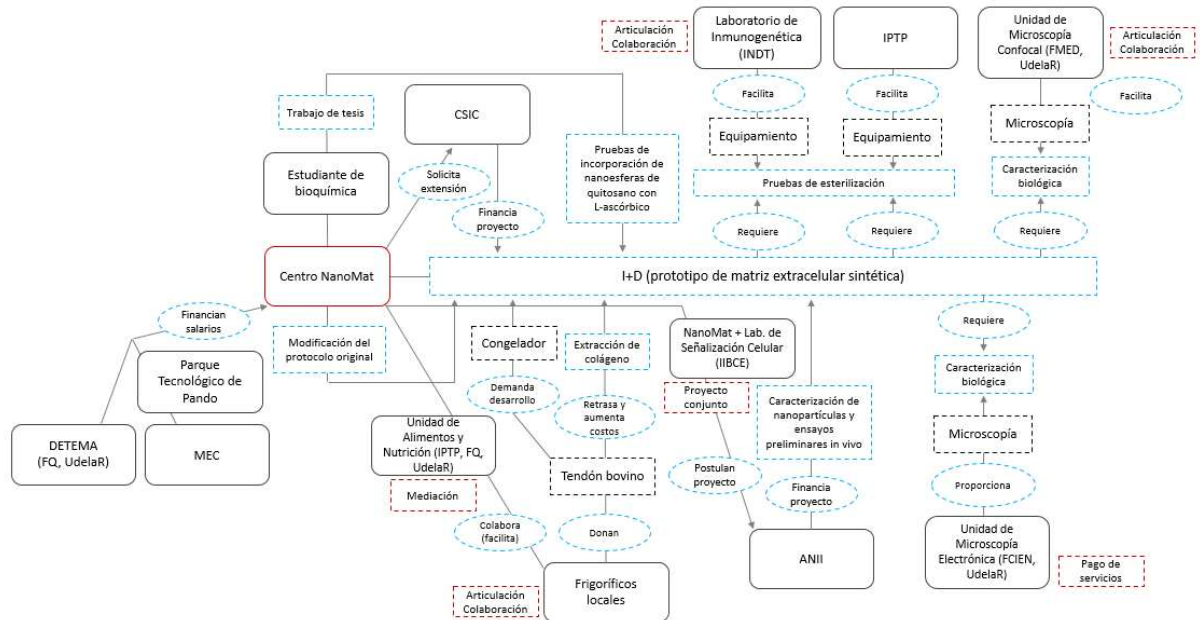 Articulación
Colaboración
Laboratorio de
Inmunogenética
(INDT)
IPTP
Unidad de
Microscopía
Confocal (FMED,
UdelaR)
Articulación
Colaboración
Trabajo de tesis
CSIC
Facilita
Facilita
Facilita
Equipamiento
Equipamiento
Microscopía
Estudiante de
bioquímica
Solicita
extensión
Pruebas de
incorporación de
nanoesferas de
quitosano con
L-ascórbico
Pruebas de esterilización
Caracterización
biológica
Financia
proyecto
Requiere
Requiere
Requiere
Centro NanoMat
I+D (prototipo de matriz extracelular sintética)
Financian
salarios
Modificación del
protocolo original
Congelador
Extracción de
colágeno
NanoMat + Lab. de
Señalización Celular
(IIBCE)
Requiere
Parque
Tecnológico de
Pando
Demanda
desarrollo
Retrasa y
aumenta
costos
Proyecto
conjunto
Caracterización de
nanopartículas y
ensayos
preliminares in vivo
Caracterización
biológica
DETEMA
(FQ, UdelaR)
MEC
Unidad de
Alimentos y
Nutrición (IPTP, FQ,
UdelaR)
Microscopía
Mediación
Tendón bovino
Postulan
proyecto
Financia
proyecto
Proporciona
Colabora
(facilita)
Donan
Articulación
Colaboración
Frigoríficos
locales
ANII
Unidad de
Microscopía
Electrónica (FCIEN,
UdelaR)
Pago de
servicios